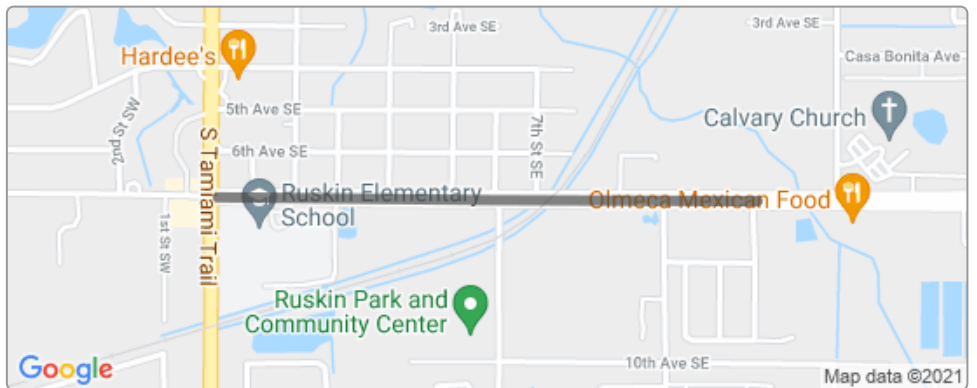 3rd Ave SE
3rd Ave SE
Hardee's
Casa Bonita Ave
2nd St SW
5th Ave SE
7th St SE
Calvary Church
6th Ave SE
S Tamiami Trail
Ruskin Elementary
School
Olmeca Mexican Food
1st St SW
Ruskin Park and
Community Center
10th Ave SE
Google
Map data ©2021